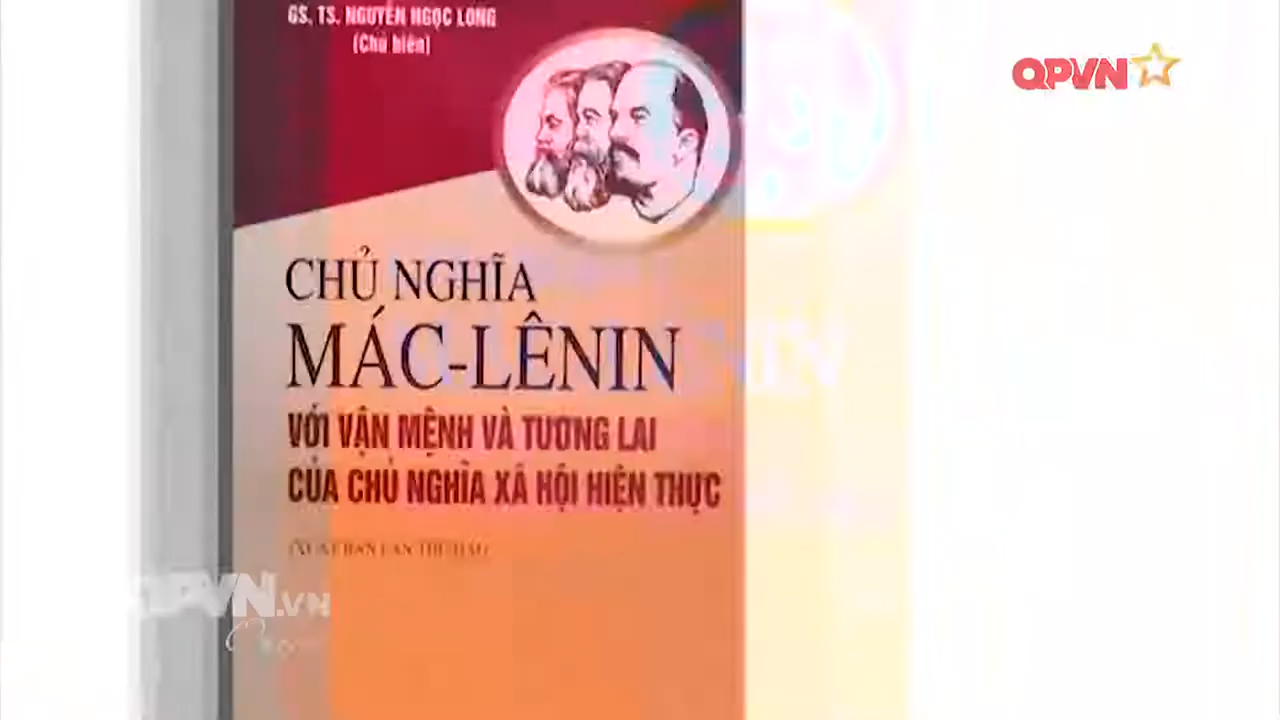 GS, TS. NGUYỄN NGỌC LONG
(Chủ biên)
QPVN
CHỦ NGHĨA
MÁC-LÊNIN
VỚI VẬN MỆNH VÀ TƯƠNG LAI
CỦA CHỦ NGHĨA XÃ HỘI HIỆN THỰC
QPVN.VN